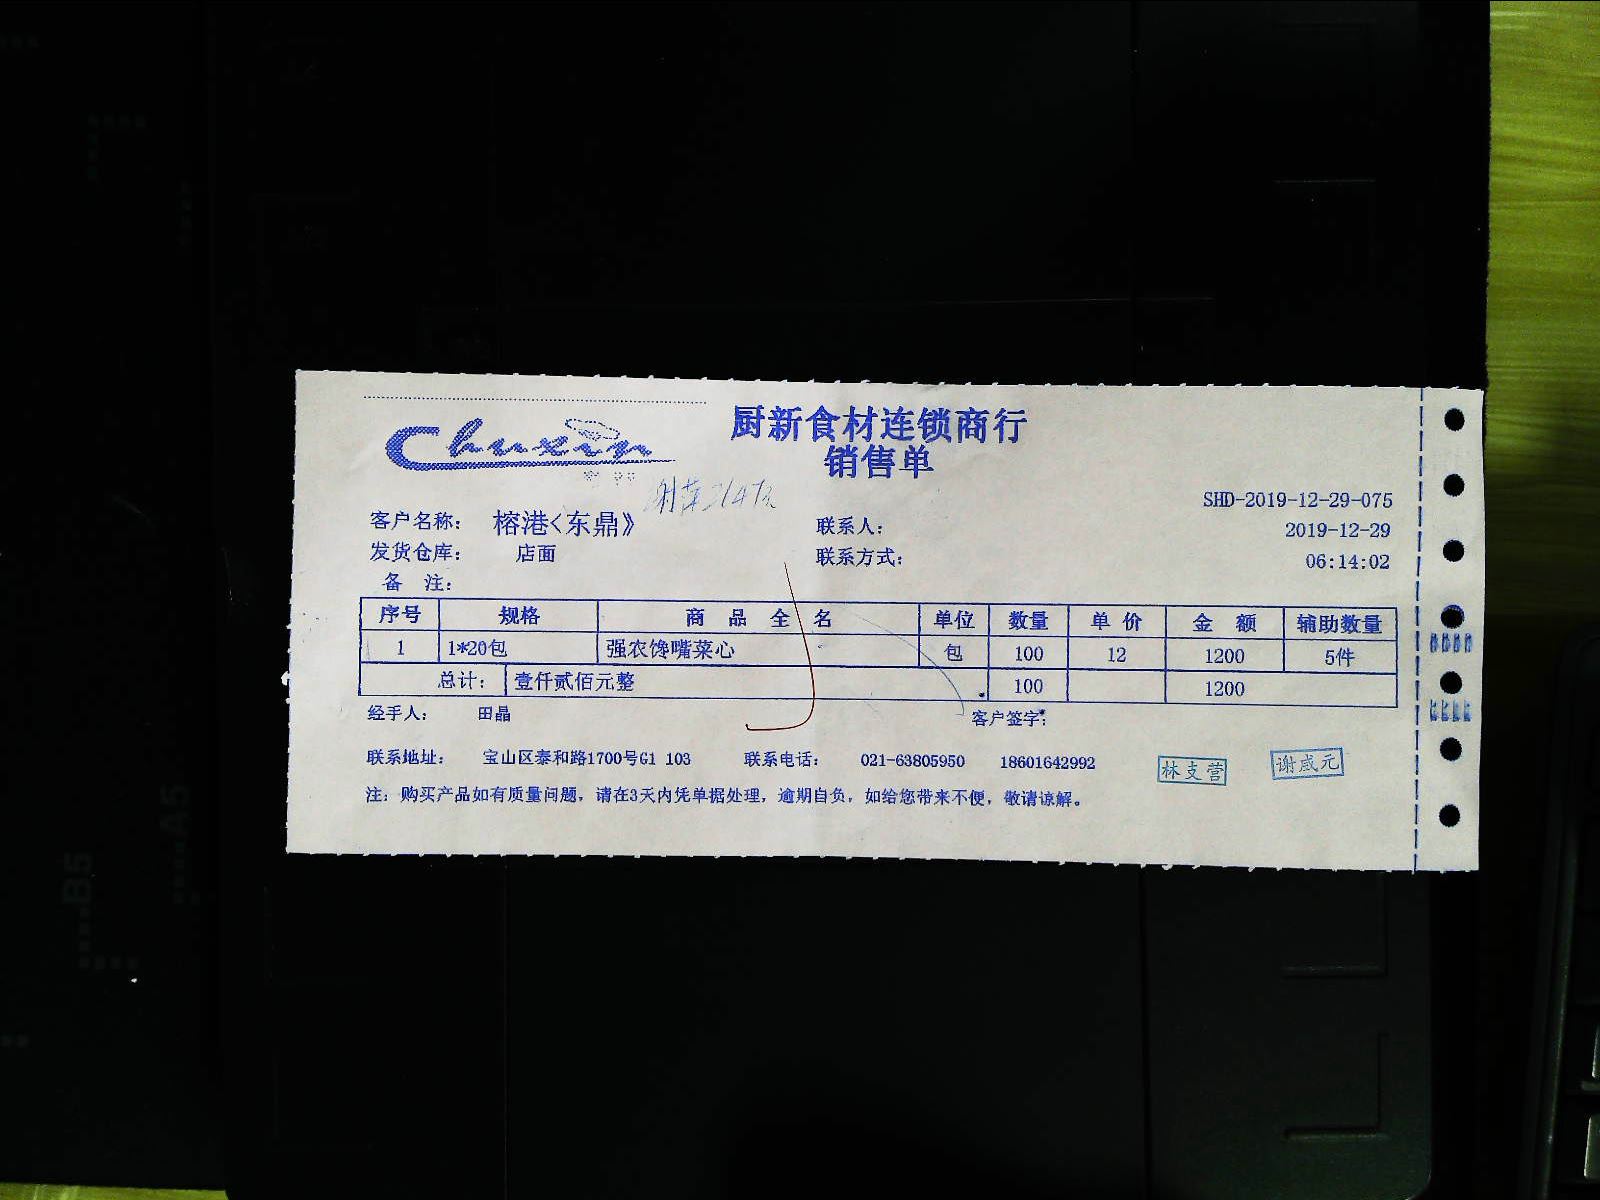 Chuxin
厨新食材连锁商行
销售单
SHD-2019-12-29-075
客户名称： 榕港<东鼎》 联系人： 2019-12-29
发货仓库： 店面 联系方式： 06:14:02
备 注：
序号 规格 商 品 全 名 单位 数量 单 价 金 额 辅助数量
1 1*20包 强农馋嘴菜心 包 100 12 1200 5件
总计： 壹仟贰佰元整 100 1200
经手人： 田晶 客户签字：
联系地址： 宝山区泰和路1700号G1 103 联系电话： 021-63805950 18601642992 林支营 谢咸元
注：购买产品如有质量问题，请在3天内凭单据处理，逾期自负，如给您带来不便，敬请谅解。
B5
A5